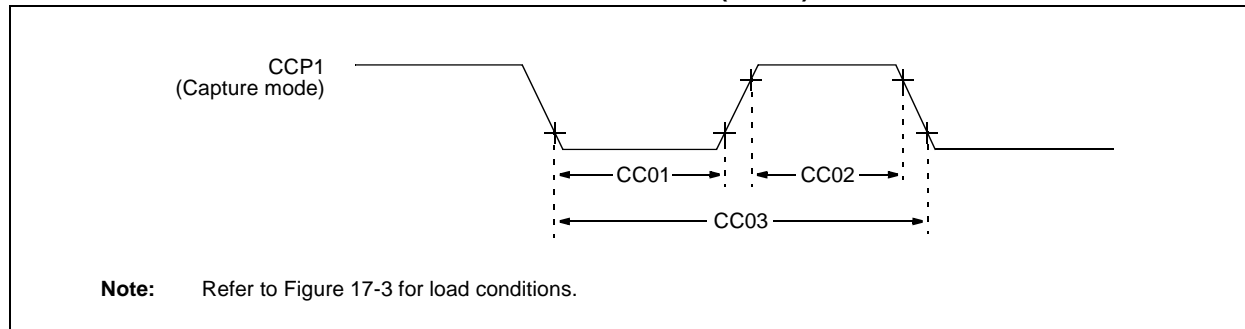 CCP1
(Capture mode)
CC01
CC02
CC03
Note: Refer to Figure 17-3 for load conditions.